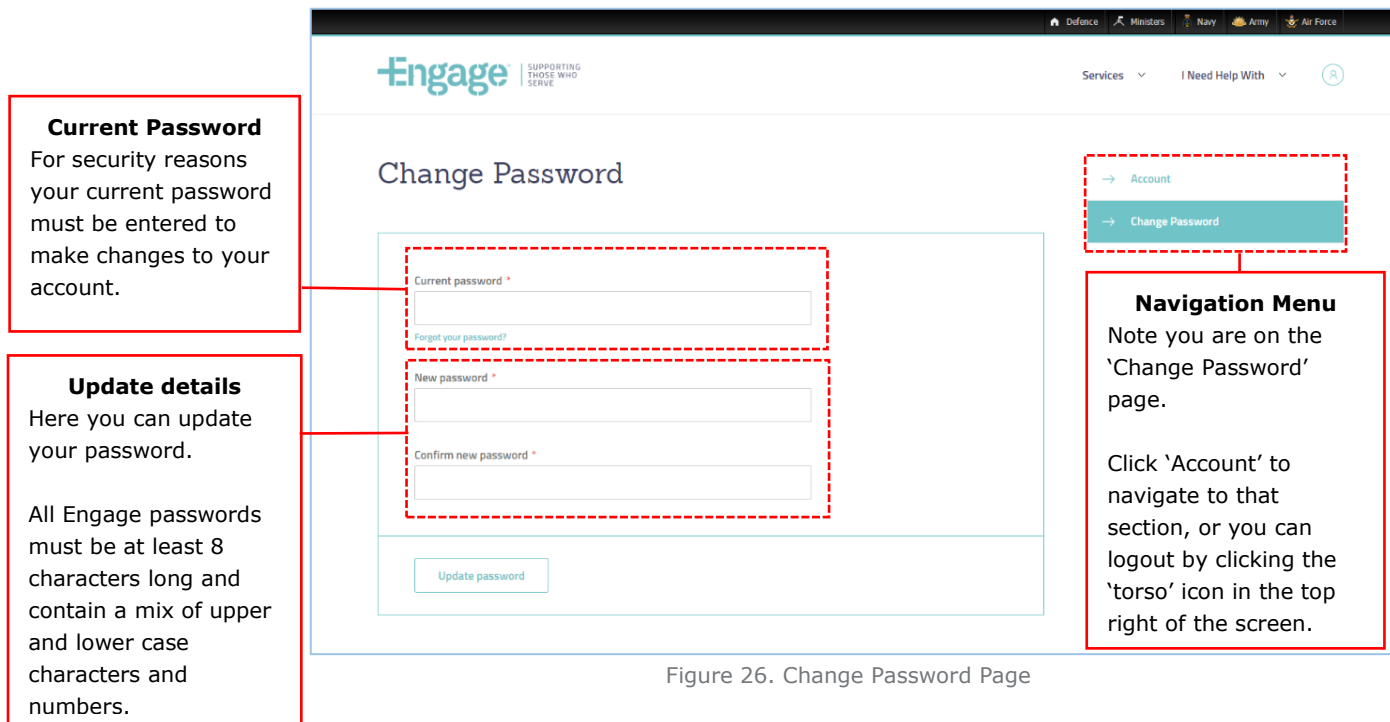 Defence Ministers Navy Army Air Force
Engage SUPPORTING
THOSE WHO
SERVE
Services I Need Help With
Current Password
For security reasons
your current password
must be entered to
make changes to your
account.
Update details
Here you can update
your password.
All Engage passwords
must be at least 8
characters long and
contain a mix of upper
and lower case
characters and
numbers.
Change Password
Current password *
Forgot your password?
New password *
Confirm new password *
Update password
→ Account
→ Change Password
Navigation Menu
Note you are on the
‘Change Password’
page.
Click ‘Account’ to
navigate to that
section, or you can
logout by clicking the
‘torso’ icon in the top
right of the screen.
Figure 26. Change Password Page